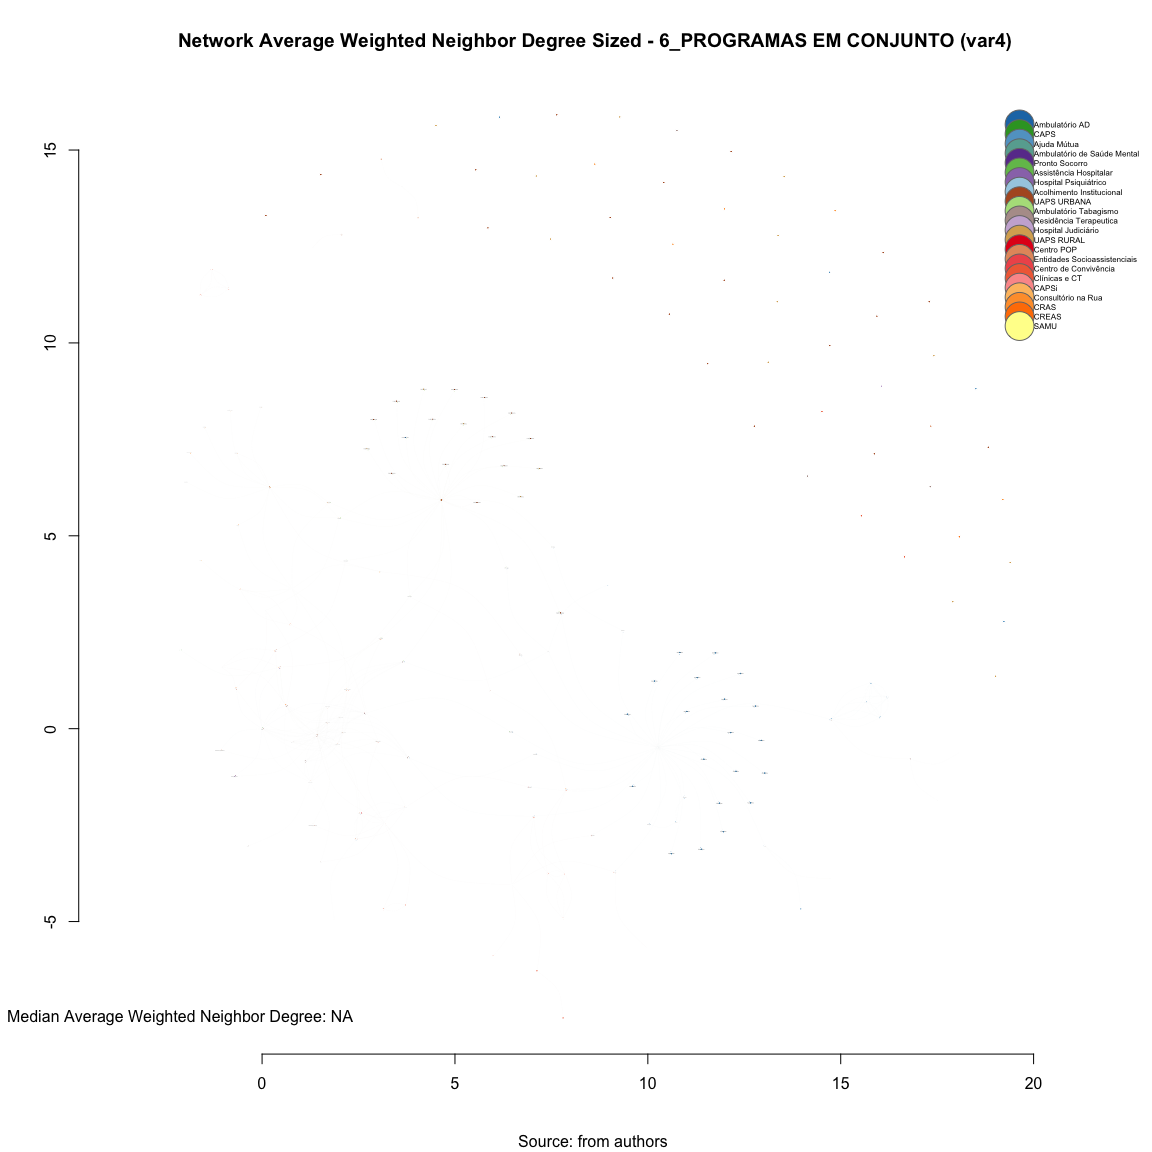 Network Average Weighted Neighbor Degree Sized - 6_PROGRAMAS EM CONJUNTO (var4)
Ambulatório AD
CAPS
Ajuda Mútua
Ambulatório de Saúde Mental
Pronto Socorro
Assistência Hospitalar
Hospital Psiquiátrico
Acolhimento Institucional
UAPS URBANA
Ambulatório Tabagismo
Residência Terapeutica
Hospital Judiciário
UAPS RURAL
Centro POP
Entidades Socioassistenciais
Centro de Convivência
Clínicas e CT
CAPSi
Consultório na Rua
CRAS
CREAS
SAMU
15
10
5
0
-5
Median Average Weighted Neighbor Degree: NA
0 5 10 15 20
Source: from authors